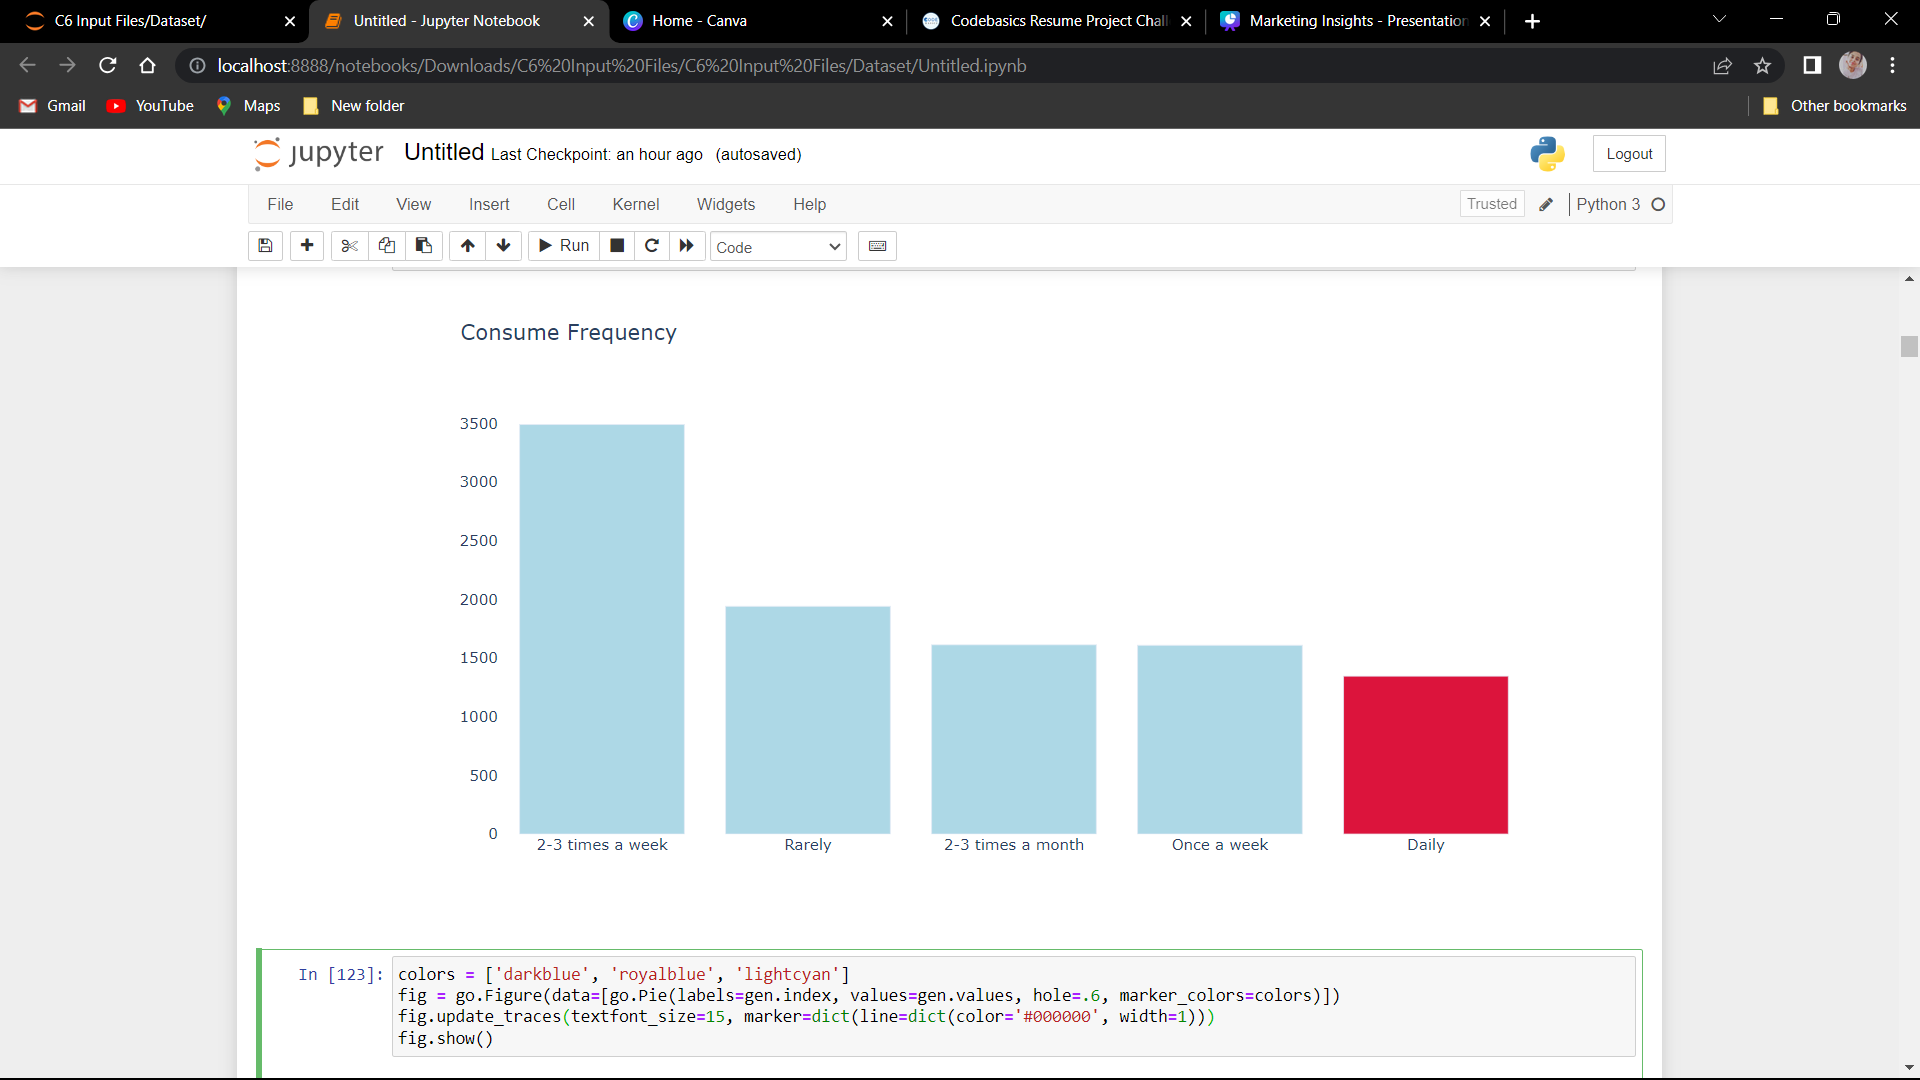 C6 Input Files/Dataset/
Untitled - Jupyter Notebook
Home - Canva
Codebasics Resume Project Chall
Marketing Insights - Presentation
localhost:8888/notebooks/Downloads/C6%20Input%20Files/C6%20Input%20Files/Dataset/Untitled.ipynb
Gmail
YouTube
Maps
New folder
Other bookmarks
jupyter Untitled Last Checkpoint: an hour ago (autosaved)
Logout
File Edit View Insert Cell Kernel Widgets Help
Trusted
Python 3
Run
Code
Consume Frequency
3500
3000
2500
2000
1500
1000
500
0
2-3 times a week
Rarely
2-3 times a month
Once a week
Daily
In [123]: colors = ['darkblue', 'royalblue', 'lightcyan']
fig = go.Figure(data=[go.Pie(labels=gen.index, values=gen.values, hole=.6, marker_colors=colors)])
fig.update_traces(textfont_size=15, marker=dict(line=dict(color='#000000', width=1)))
fig.show()